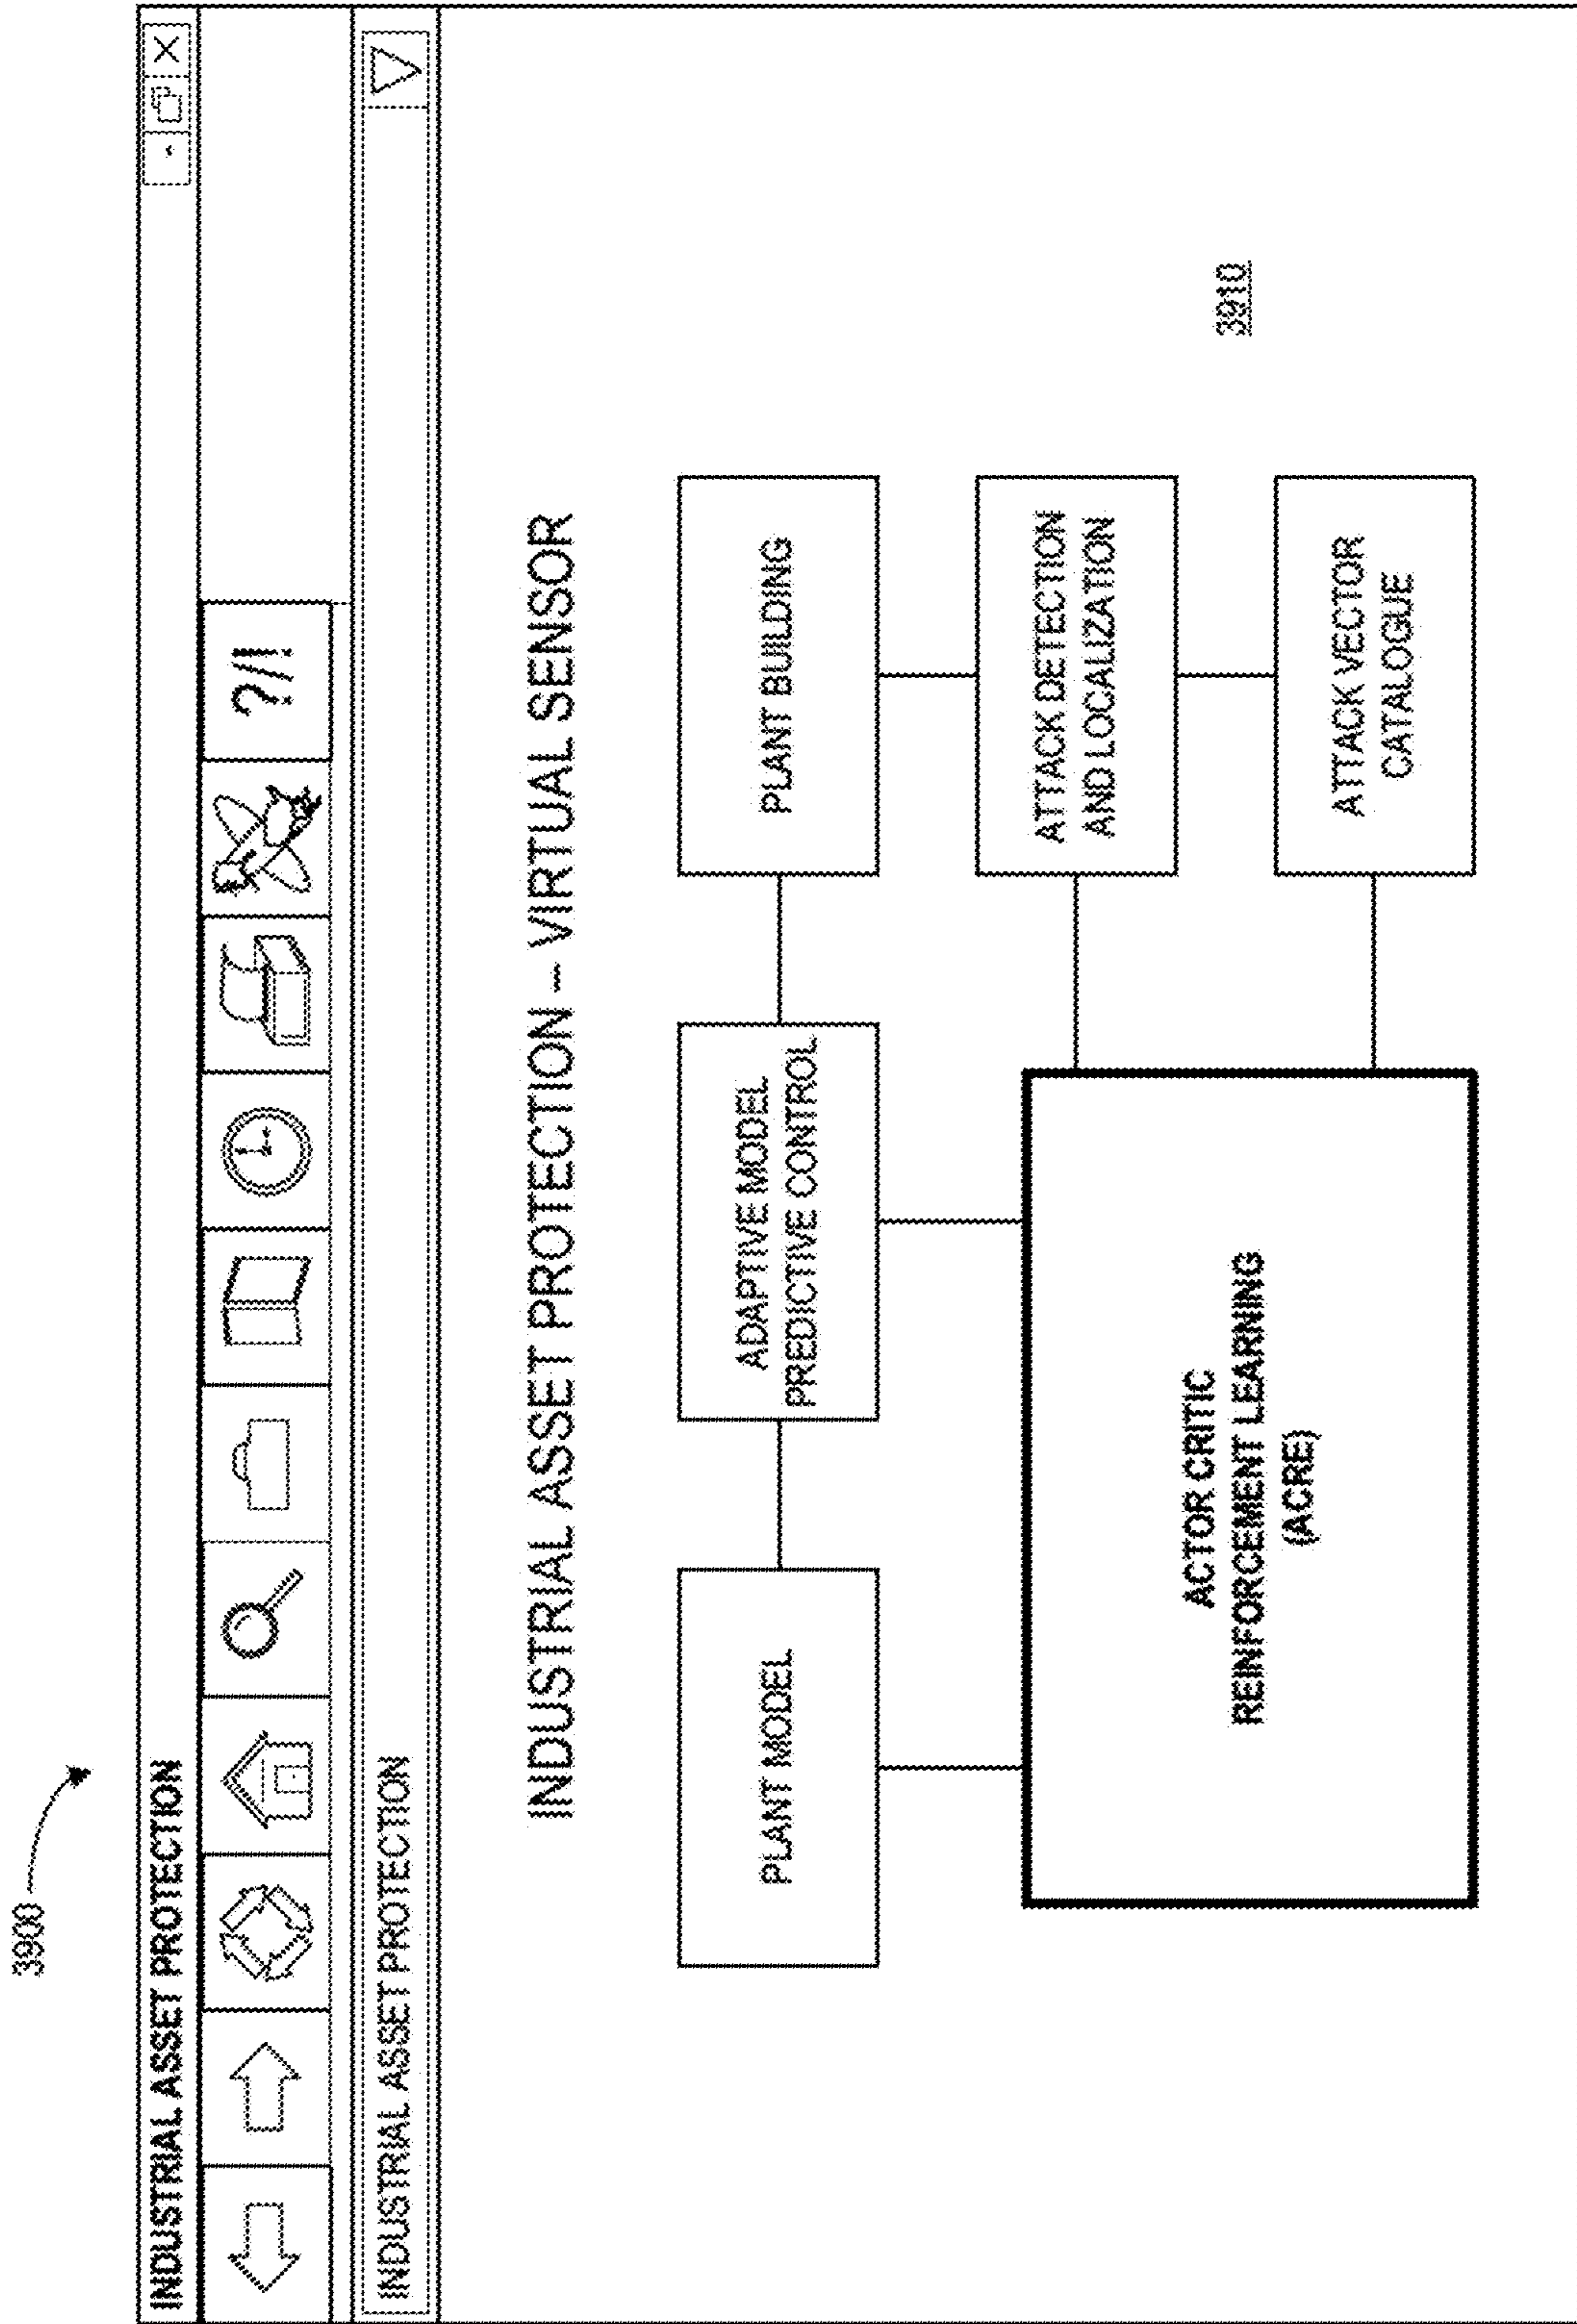 3900
INDUSTRIAL ASSET PROTECTION
?/!
INDUSTRIAL ASSET PROTECTION
INDUSTRIAL ASSET PROTECTION – VIRTUAL SENSOR
PLANT MODEL
ADAPTIVE MODEL
PREDICTIVE CONTROL
PLANT BUILDING
ACTOR CRITIC
REINFORCEMENT LEARNING
(ACRE)
ATTACK DETECTION
AND LOCALIZATION
ATTACK VECTOR
CATALOGUE
3910